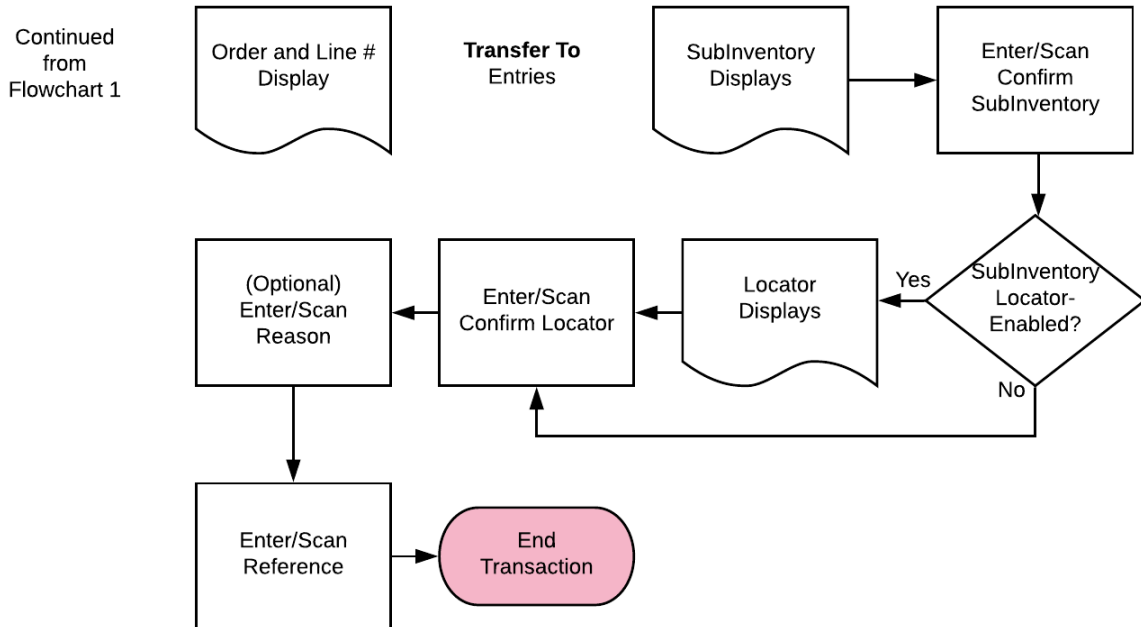 Continued
from
Flowchart 1
Order and Line #
Display
Transfer To
Entries
SubInventory
Displays
Enter/Scan
Confirm
SubInventory
SubInventory
Locator-
Enabled?
Yes
No
Locator
Displays
Enter/Scan
Confirm Locator
(Optional)
Enter/Scan
Reason
Enter/Scan
Reference
End
Transaction